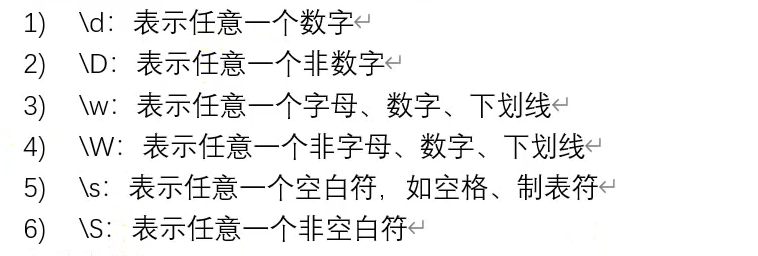 1) \d：表示任意一个数字↵
2) \D：表示任意一个非数字↵
3) \w：表示任意一个字母、数字、下划线↵
4) \W：表示任意一个非字母、数字、下划线↵
5) \s：表示任意一个空白符，如空格、制表符↵
6) \S：表示任意一个非空白符↵